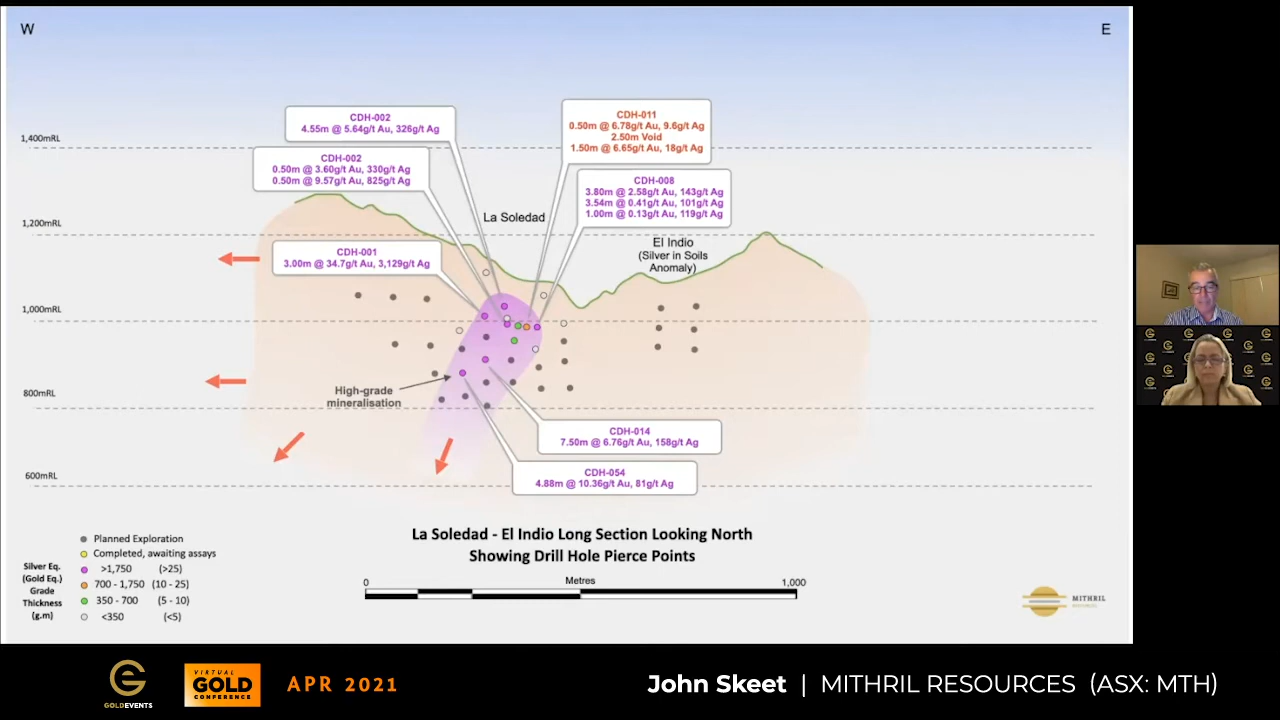 W
E
CDH-002
4.55m @ 5.64g/t Au, 326g/t Ag
CDH-011
0.50m @ 6.78g/t Au, 9.6g/t Ag
2.50m Void
1.50m @ 6.65g/t Au, 18g/t Ag
1,400mRL
CDH-002
0.50m @ 3.60g/t Au, 330g/t Ag
0.50m @ 9.57g/t Au, 825g/t Ag
CDH-008
3.80m @ 2.58g/t Au, 143g/t Ag
3.54m @ 0.41g/t Au, 101g/t Ag
1.00m @ 0.13g/t Au, 119g/t Ag
1,200mRL
La Soledad
El Indio
(Silver in Soils
Anomaly)
CDH-001
3.00m @ 34.7g/t Au, 3,129g/t Ag
1,000mRL
High-grade
mineralisation
800mRL
CDH-014
7.50m @ 6.76g/t Au, 158g/t Ag
CDH-054
4.88m @ 10.36g/t Au, 81g/t Ag
600mRL
La Soledad - El Indio Long Section Looking North
Showing Drill Hole Pierce Points
Planned Exploration
Completed, awaiting assays
Silver Eq.
(Gold Eq.)
Grade
Thickness
(g.m)
>1,750 (>25)
700 - 1,750 (10 - 25)
350 - 700 (5 - 10)
<350 (<5)
0 Metres 1,000
MITHRIL
RESOURCES
GOLDEVENTS
VIRTUAL
GOLD
CONFERENCE
APR 2021
John Skeet | MITHRIL RESOURCES (ASX: MTH)